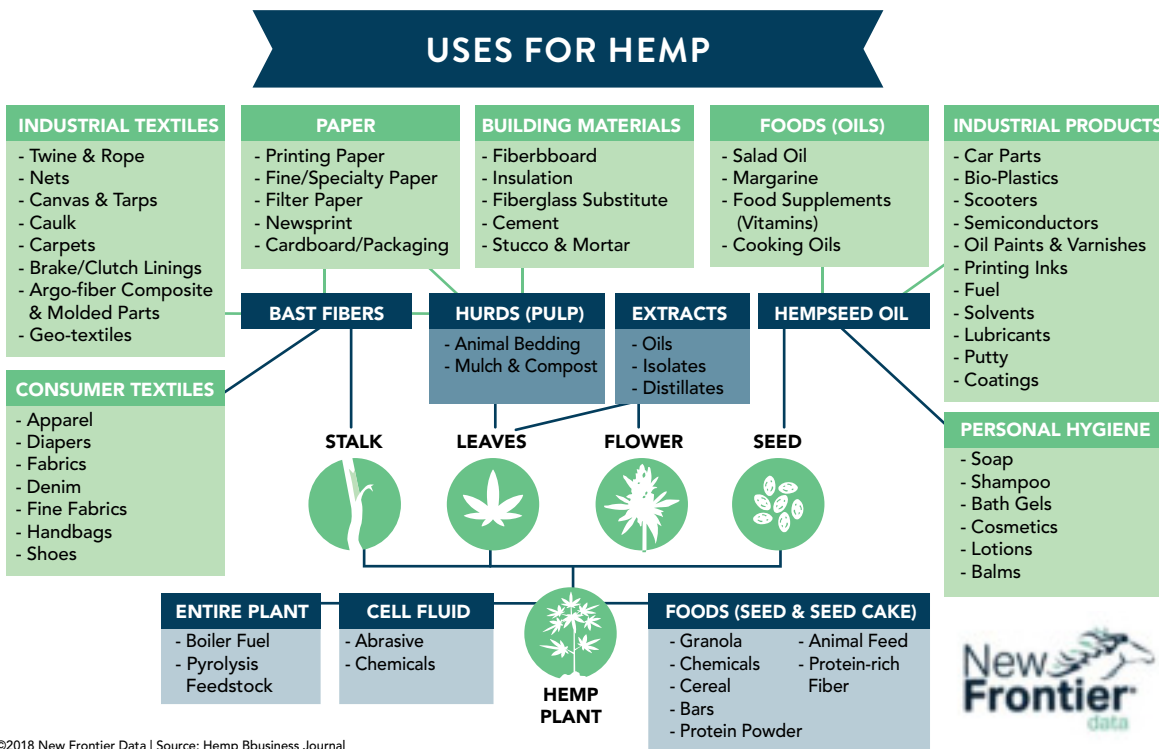 USES FOR HEMP
INDUSTRIAL TEXTILES
- Twine & Rope
- Nets
- Canvas & Tarps
- Caulk
- Carpets
- Brake/Clutch Linings
- Argo-fiber Composite
& Molded Parts
- Geo-textiles
PAPER
- Printing Paper
- Fine/Specialty Paper
- Filter Paper
- Newsprint
- Cardboard/Packaging
BUILDING MATERIALS
- Fiberbboard
- Insulation
- Fiberglass Substitute
- Cement
- Stucco & Mortar
FOODS (OILS)
- Salad Oil
- Margarine
- Food Supplements
(Vitamins)
- Cooking Oils
INDUSTRIAL PRODUCTS
- Car Parts
- Bio-Plastics
- Scooters
- Semiconductors
- Oil Paints & Varnishes
- Printing Inks
- Fuel
- Solvents
- Lubricants
- Putty
- Coatings
BAST FIBERS
HURDS (PULP)
- Animal Bedding
- Mulch & Compost
EXTRACTS
- Oils
- Isolates
- Distillates
HEMPSEED OIL
CONSUMER TEXTILES
- Apparel
- Diapers
- Fabrics
- Denim
- Fine Fabrics
- Handbags
- Shoes
STALK
LEAVES
FLOWER
SEED
PERSONAL HYGIENE
- Soap
- Shampoo
- Bath Gels
- Cosmetics
- Lotions
- Balms
ENTIRE PLANT
- Boiler Fuel
- Pyrolysis
Feedstock
CELL FLUID
- Abrasive
- Chemicals
HEMP
PLANT
FOODS (SEED & SEED CAKE)
- Granola
- Chemicals
- Cereal
- Bars
- Protein Powder
- Animal Feed
- Protein-rich
Fiber
New
Frontier
data
©2018 New Frontier Data | Source: Hemp Bbusiness Journal